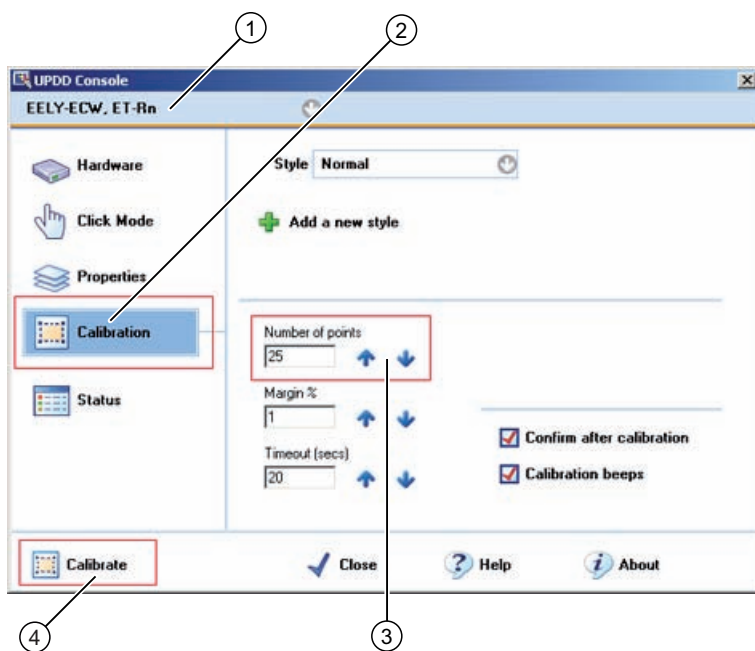 1 2
UPDD Console
EELY-ECW, ET-Rn
Hardware
Style Normal
Click Mode
Add a new style
Properties
Calibration
Number of points
25
Status
Margin %
1
Confirm after calibration
Timeout (secs)
20
Calibration beeps
Calibrate Close Help About
4 3